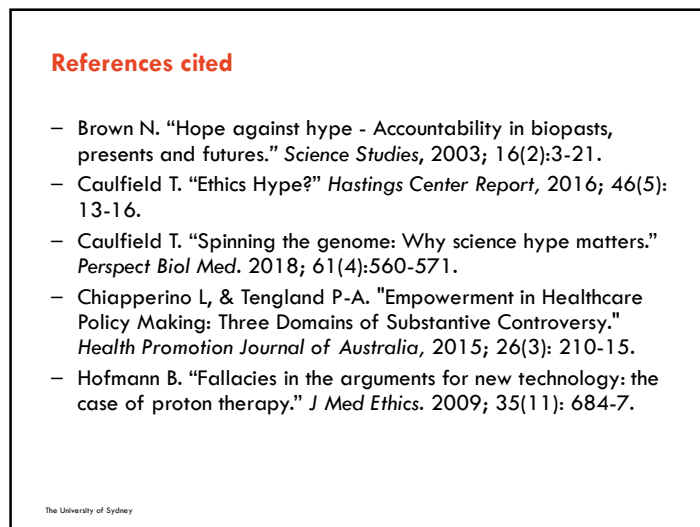 References cited
– Brown N. “Hope against hype - Accountability in biopasts,
presents and futures.” Science Studies, 2003; 16(2):3-21.
– Caulfield T. “Ethics Hype?” Hastings Center Report, 2016; 46(5):
13-16.
– Caulfield T. “Spinning the genome: Why science hype matters.”
Perspect Biol Med. 2018; 61(4):560-571.
– Chiapperino L, & Tengland P-A. "Empowerment in Healthcare
Policy Making: Three Domains of Substantive Controversy."
Health Promotion Journal of Australia, 2015; 26(3): 210-15.
– Hofmann B. “Fallacies in the arguments for new technology: the
case of proton therapy.” J Med Ethics. 2009; 35(11): 684-7.
The University of Sydney